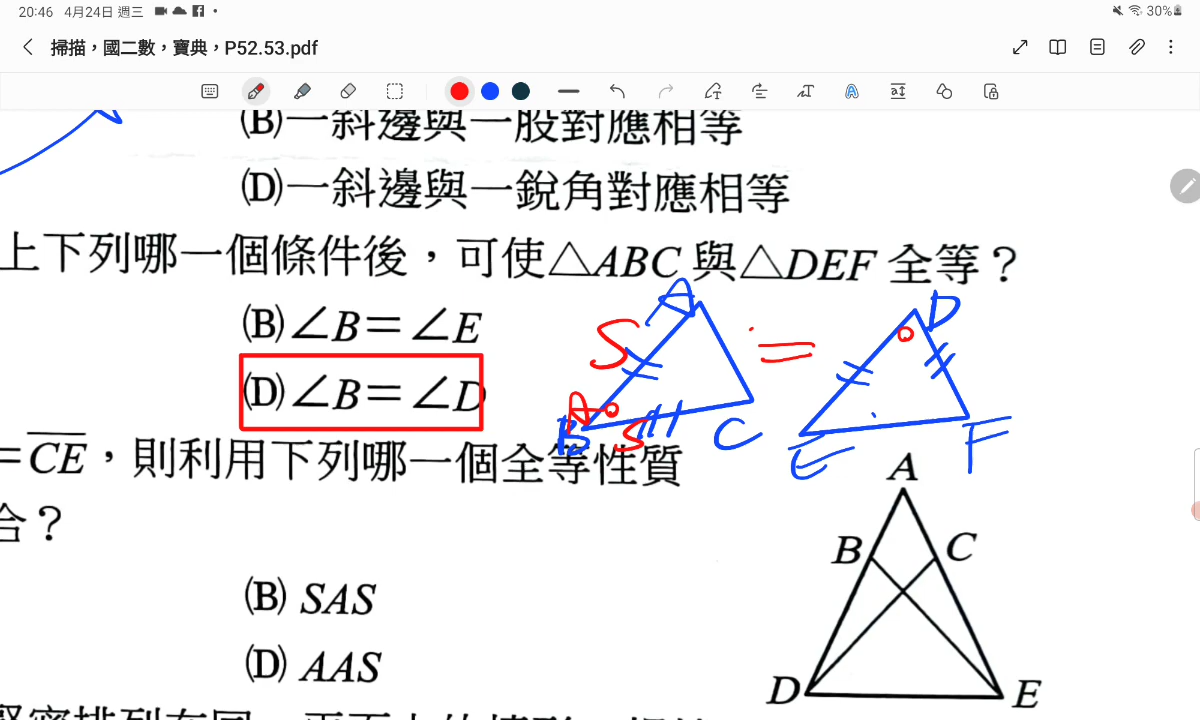 20:46 4月24日 週三 30%
掃描，國二數，寶典，P52.53.pdf
(B)一斜邊與一股對應相等
(D)一斜邊與一銳角對應相等
上下列哪一個條件後，可使△ABC與△DEF全等？
(B)∠B＝∠E
(D)∠B＝∠D
A
S
A
B
S
C
=
D
E
F
=CE，則利用下列哪一個全等性質
合？
(B) SAS
(D) AAS
A
B
C
D
E